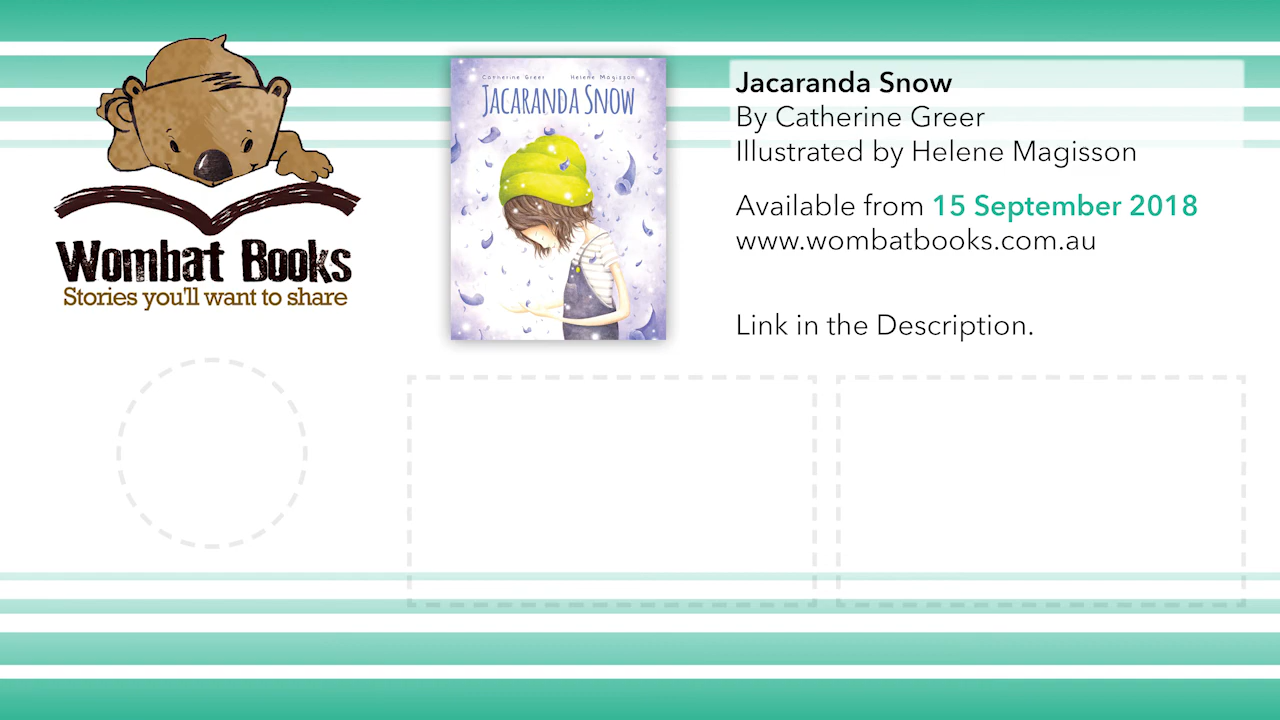 Wombat Books
Stories you'll want to share
Catherine Greer Helene Magisson
JACARANDA SNOW
Jacaranda Snow
By Catherine Greer
Illustrated by Helene Magisson
Available from 15 September 2018
www.wombatbooks.com.au
Link in the Description.